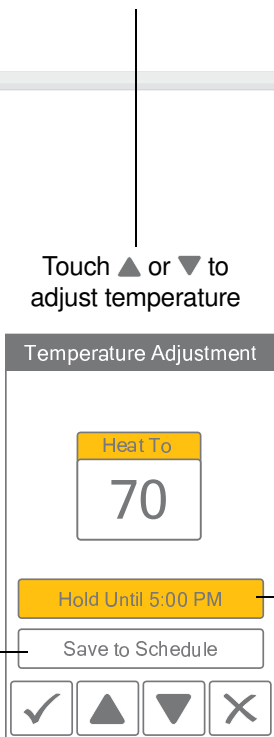 Touch ▲ or ▼ to
adjust temperature
Temperature Adjustment
Heat To
70
Hold Until 5:00 PM
Save to Schedule